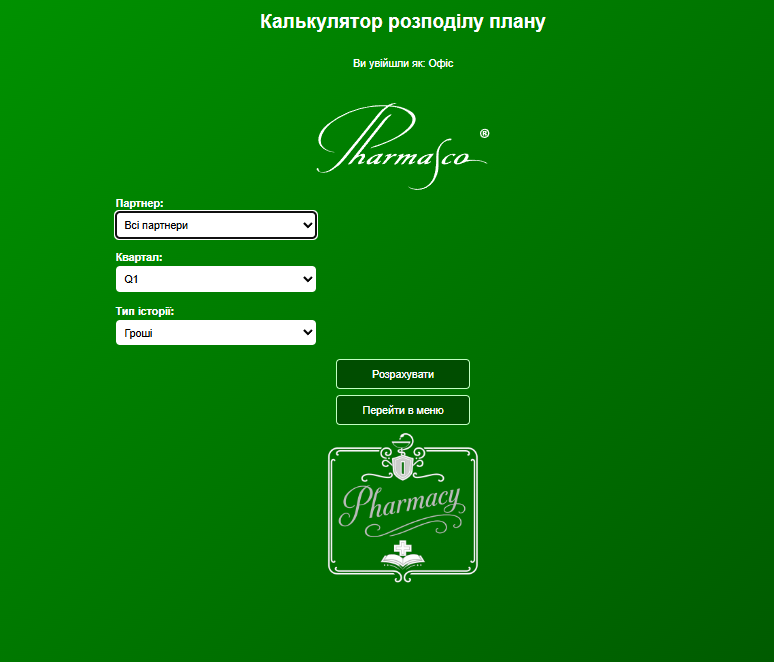 Калькулятор розподілу плану
Ви увійшли як: Офіс
Pharmasco ®
Партнер:
Всі партнери
Квартал:
Q1
Тип історії:
Гроші
Розрахувати
Перейти в меню
Pharmacy